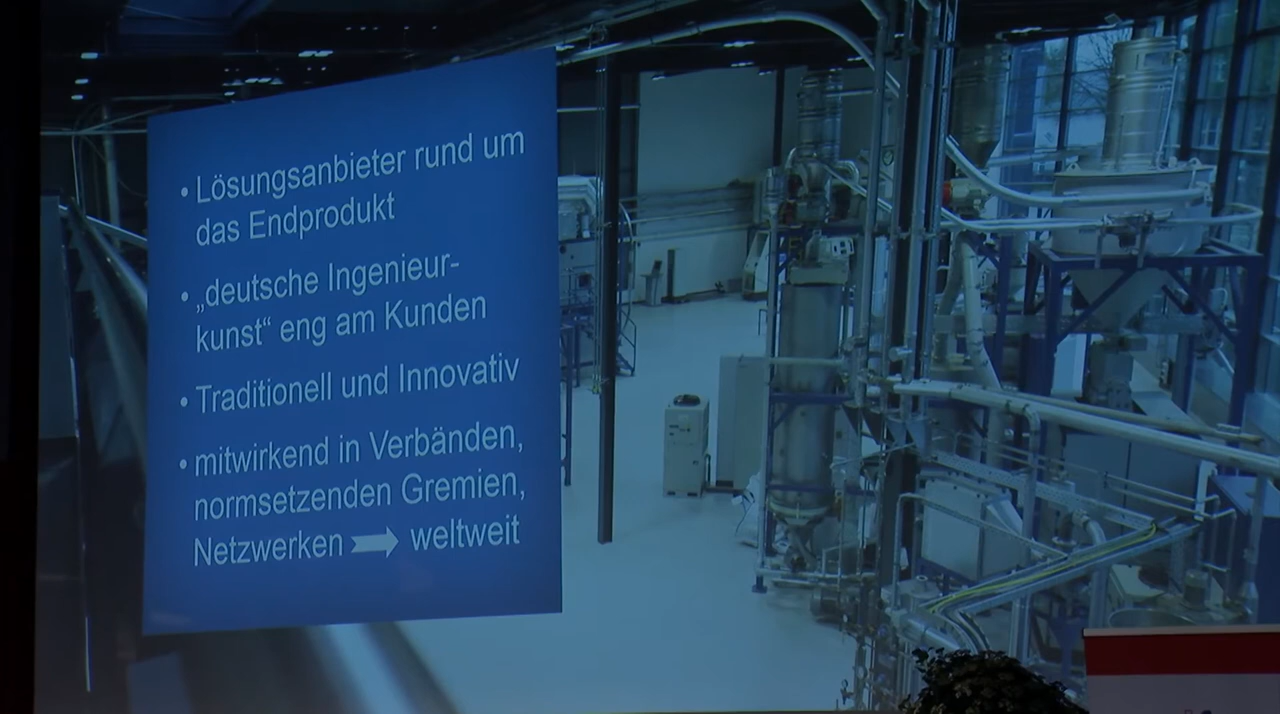 • Lösungsanbieter rund um
das Endprodukt
• „deutsche Ingenieur-
kunst“ eng am Kunden
• Traditionell und Innovativ
• mitwirkend in Verbänden,
normsetzenden Gremien,
Netzwerken ➔ weltweit